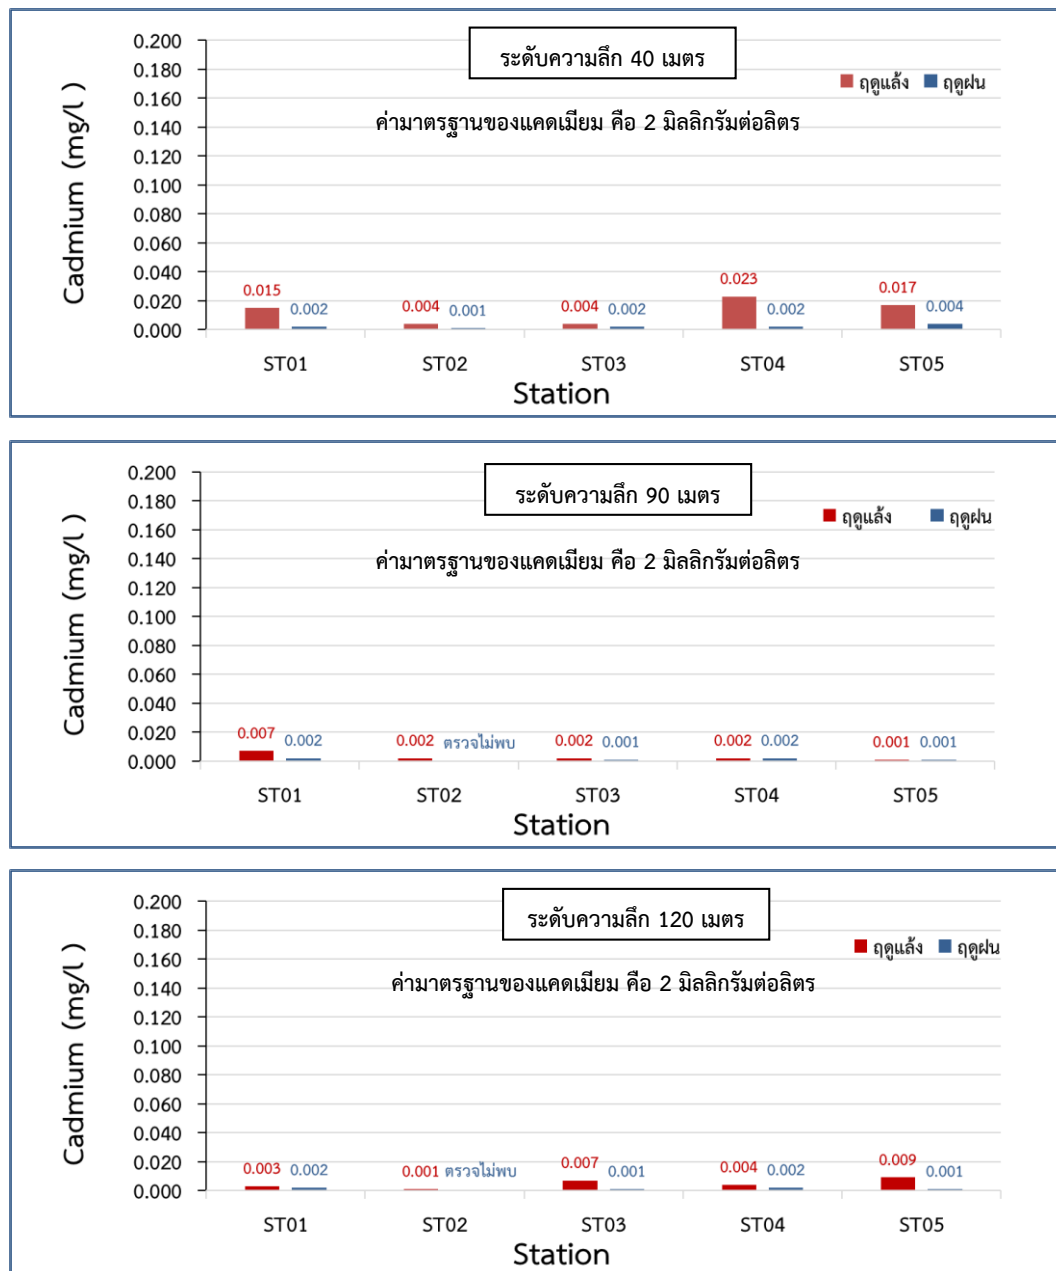 ระดับความลึก 40 เมตร
ฤดูแล้ง ฤดูฝน
ค่ามาตรฐานของแคดเมียม คือ 2 มิลลิกรัมต่อลิตร
Cadmium (mg/l )
0.200
0.180
0.160
0.140
0.120
0.100
0.080
0.060
0.040
0.020
0.000
0.015 0.002 0.004 0.001 0.004 0.002 0.023 0.002 0.017 0.004
ST01 ST02 ST03 ST04 ST05
Station
ระดับความลึก 90 เมตร
ฤดูแล้ง ฤดูฝน
ค่ามาตรฐานของแคดเมียม คือ 2 มิลลิกรัมต่อลิตร
Cadmium (mg/l )
0.200
0.180
0.160
0.140
0.120
0.100
0.080
0.060
0.040
0.020
0.000
0.007 0.002 0.002 ตรวจไม่พบ 0.002 0.001 0.002 0.002 0.001 0.001
ST01 ST02 ST03 ST04 ST05
Station
ระดับความลึก 120 เมตร
ฤดูแล้ง ฤดูฝน
ค่ามาตรฐานของแคดเมียม คือ 2 มิลลิกรัมต่อลิตร
Cadmium (mg/l )
0.200
0.180
0.160
0.140
0.120
0.100
0.080
0.060
0.040
0.020
0.000
0.003 0.002 0.001 ตรวจไม่พบ 0.007 0.001 0.004 0.002 0.009 0.001
ST01 ST02 ST03 ST04 ST05
Station